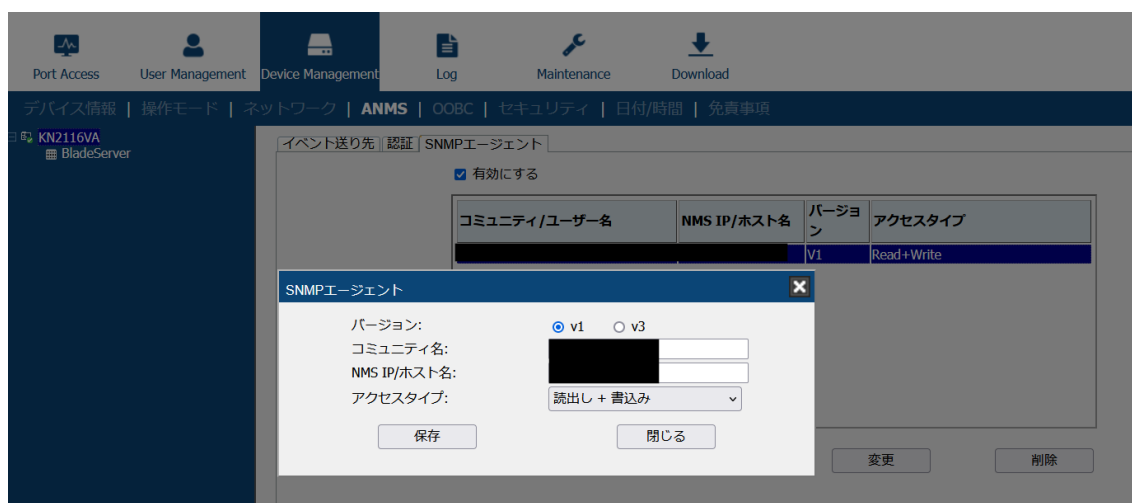 Port Access User Management Device Management Log Maintenance Download
デバイス情報 | 操作モード | ネットワーク | ANMS | OOBC | セキュリティ | 日付/時間 | 免責事項
KN2116VA
BladeServer
イベント送り先 認証 SNMPエージェント
有効にする
コミュニティ/ユーザー名 NMS IP/ホスト名 バージョン アクセスタイプ
V1 Read+Write
SNMPエージェント
バージョン: v1 v3
コミュニティ名:
NMS IP/ホスト名:
アクセスタイプ: 読出し + 書込み
保存 閉じる
変更 削除